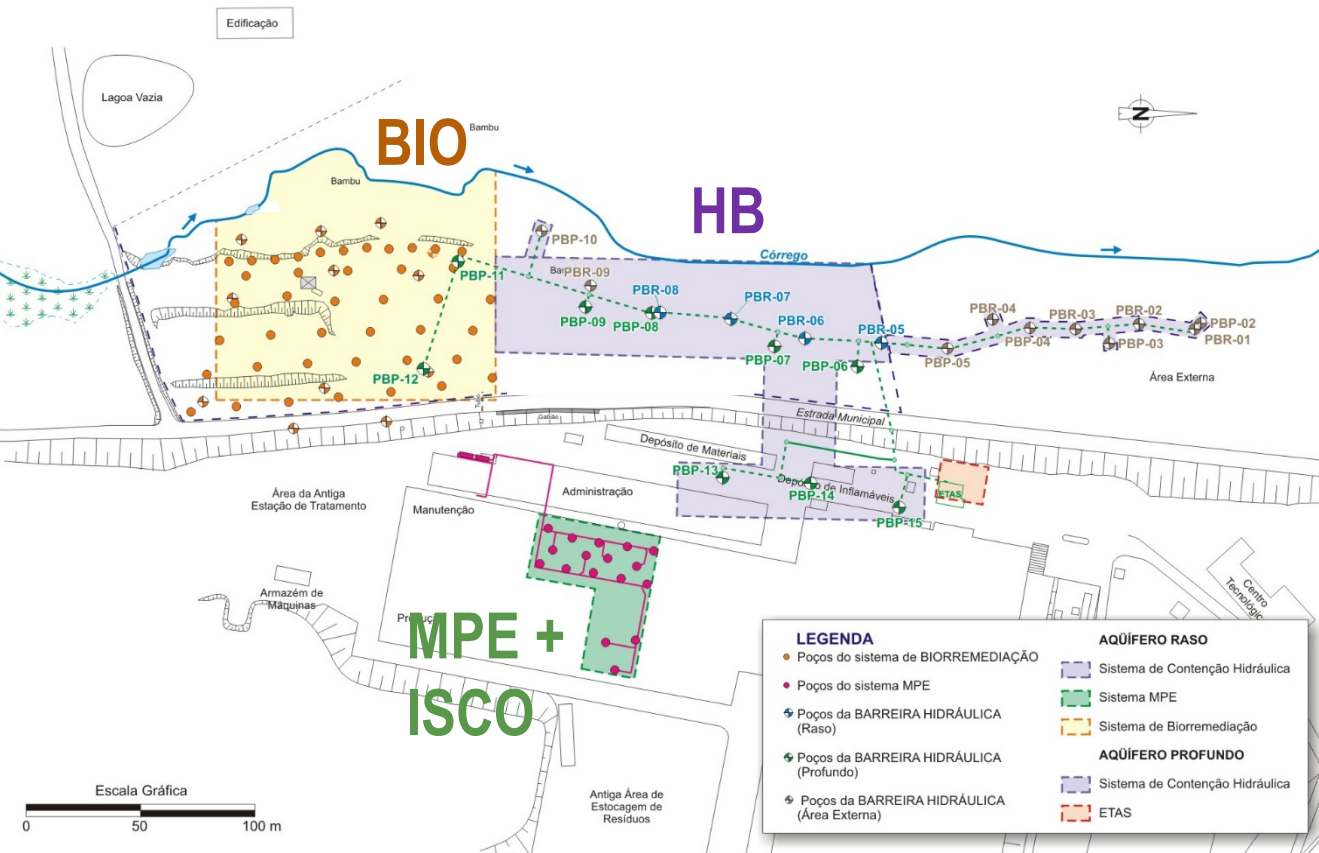 Edificação
Lagoa Vazia
N
BIO
Bambu
Bambu
HB
PBP-10
Córrego
PBP-11
PBR-09
PBR-08
PBR-07
PBP-09
PBP-08
PBR-06
PBP-07
PBR-05
PBP-06
PBR-04
PBR-03
PBR-02
PBP-02
PBP-05
PBP-04
PBP-03
PBR-01
PBP-12
Área Externa
Estrada Municipal
Gabião
Depósito de Materiais
PBP-13
Depósito de Inflamáveis
PBP-14
PBP-15
ETAS
Área da Antiga
Estação de Tratamento
Manutenção
Administração
Armazém de
Máquinas
MPE +
ISCO
Centro
Tecnológico
Antiga Área de
Estocagem de
Resíduos
Escala Gráfica
0 50 100 m
LEGENDA
Poços do sistema de BIORREMEDIAÇÃO
Poços do sistema MPE
Poços da BARREIRA HIDRÁULICA
(Raso)
Poços da BARREIRA HIDRÁULICA
(Profundo)
Poços da BARREIRA HIDRÁULICA
(Área Externa)
AQÜÍFERO RASO
Sistema de Contenção Hidráulica
Sistema MPE
Sistema de Biorremediação
AQÜÍFERO PROFUNDO
Sistema de Contenção Hidráulica
ETAS